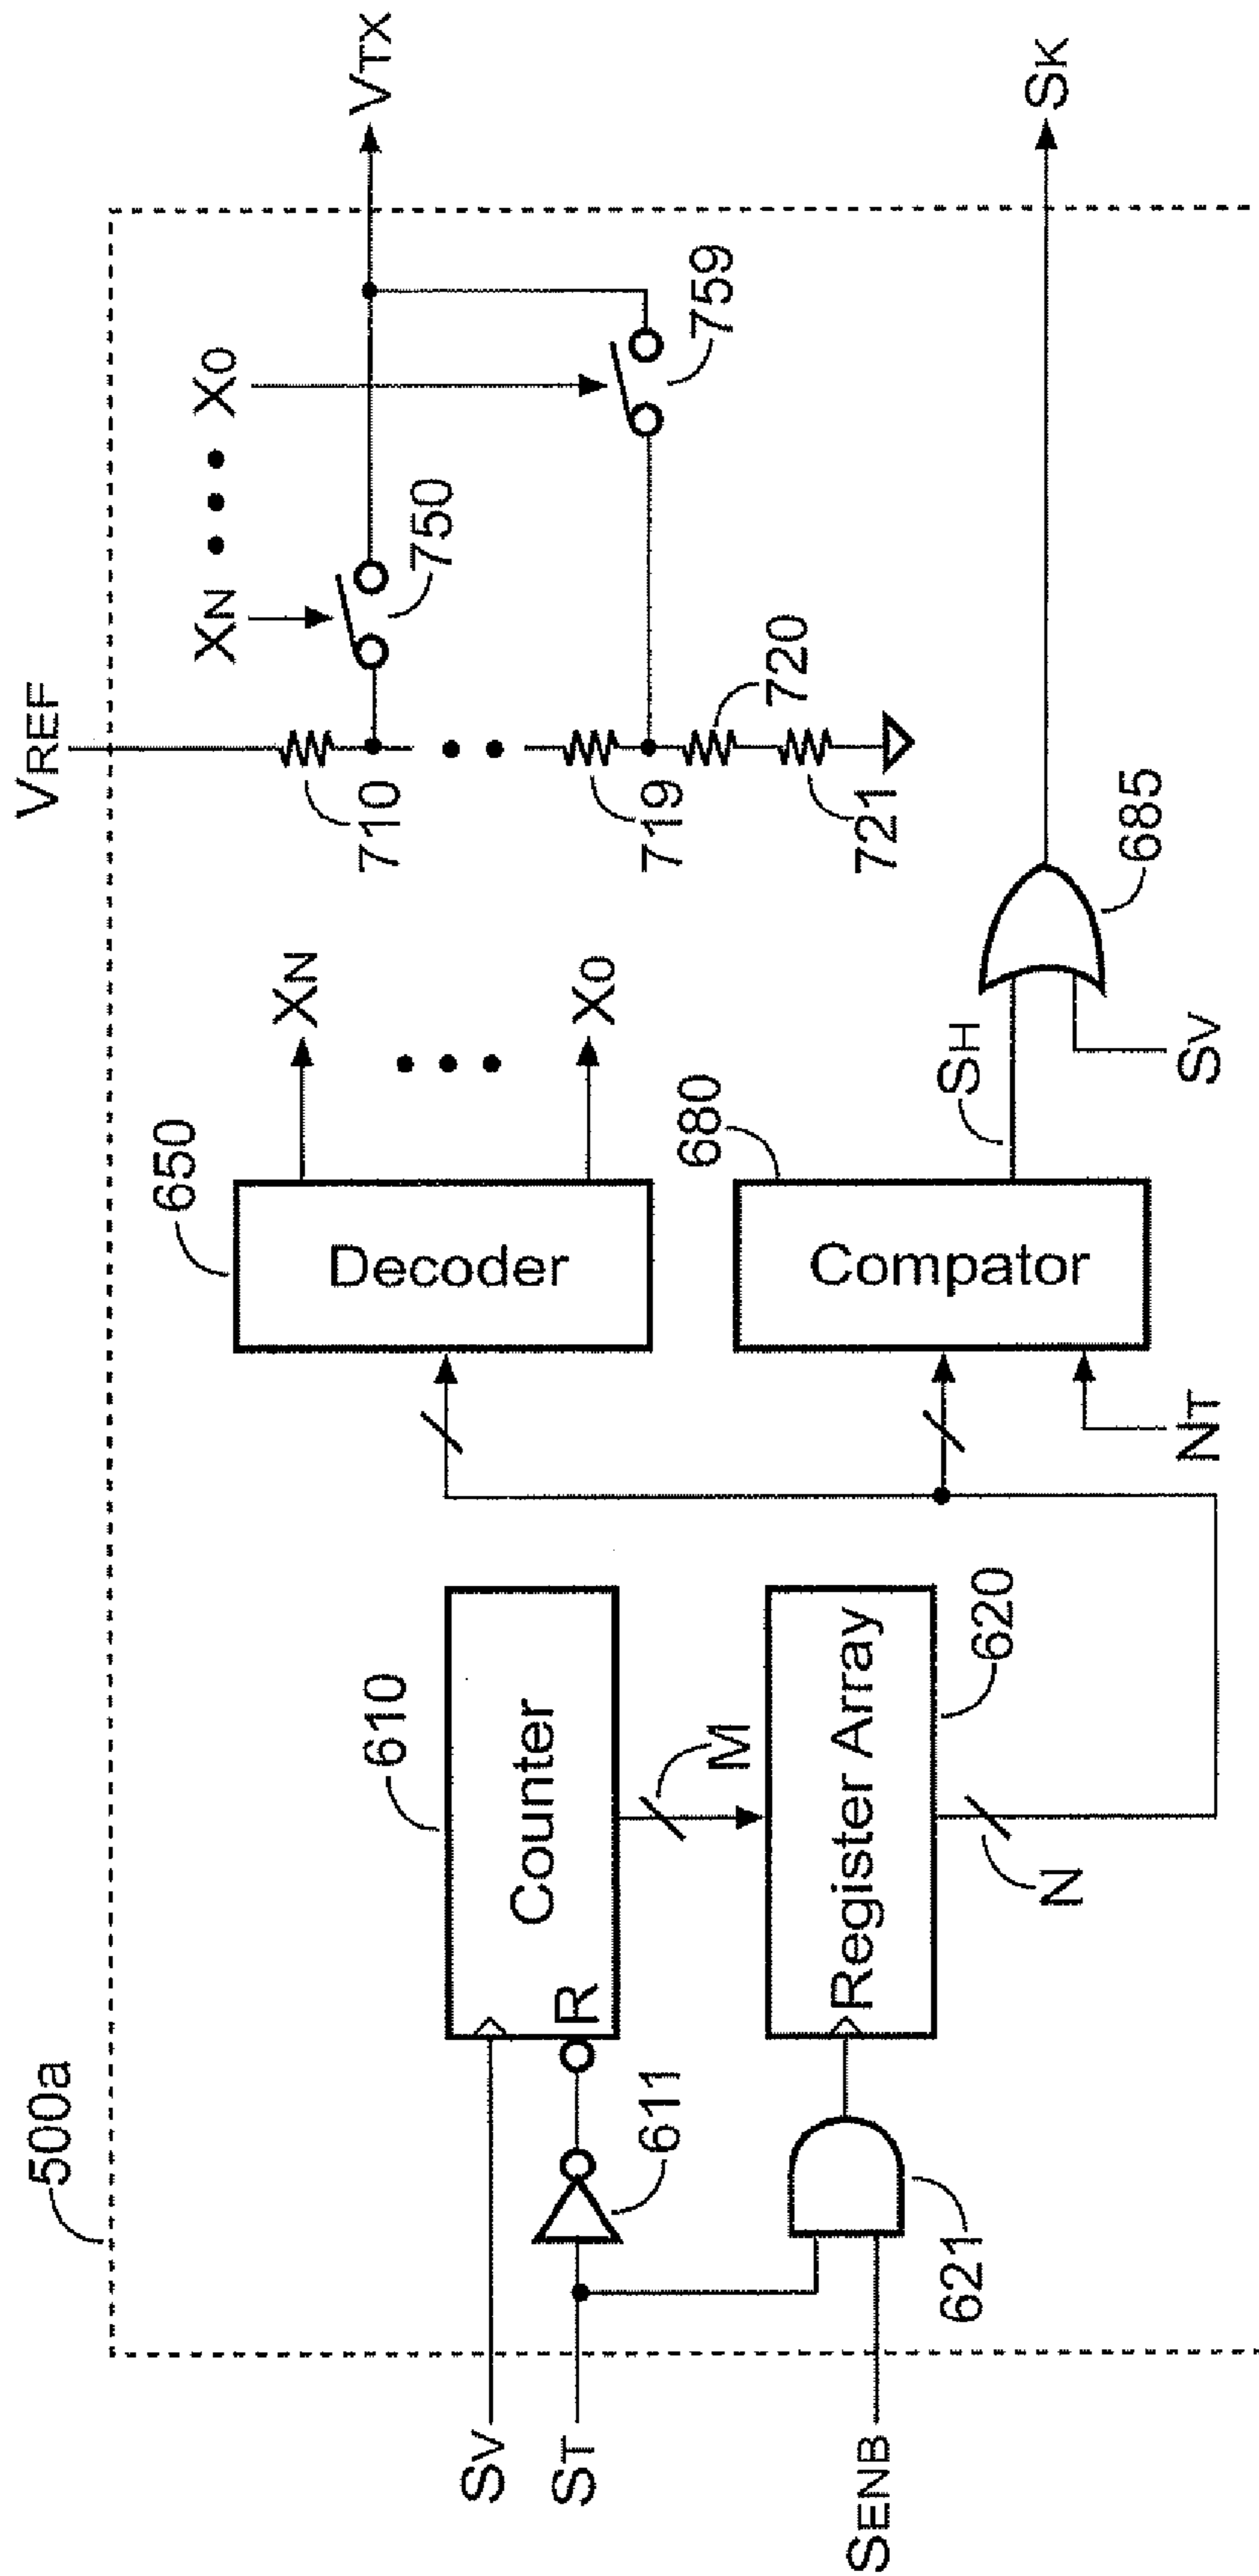 500a
SV
ST
SENB
611
621
610
Counter
R
M
Register Array
620
N
650
Decoder
XN
X0
680
Compator
NT
SH
SV
685
SK
VREF
710
719
720
721
XN
X0
750
759
VTX